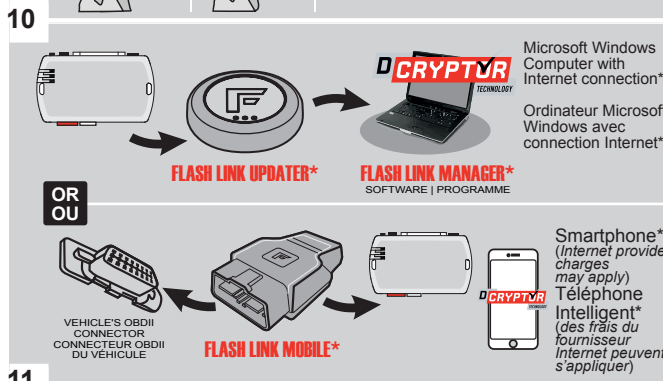 10
DCRYPTOR
TECHNOLOGY
Microsoft Windows
Computer with
Internet connection*
Ordinateur Microsoft
Windows avec
connection Internet*
FLASH LINK UPDATER*
FLASH LINK MANAGER*
SOFTWARE | PROGRAMME
OR
OU
VEHICLE'S OBDII
CONNECTOR
CONNECTEUR OBDII
DU VÉHICULE
FLASH LINK MOBILE*
DCRYPTOR
TECHNOLOGY
Smartphone*
(Internet provide
charges
may apply)
Téléphone
Intelligent*
(des frais du
fournisseur
Internet peuvent
s'appliquer)
11